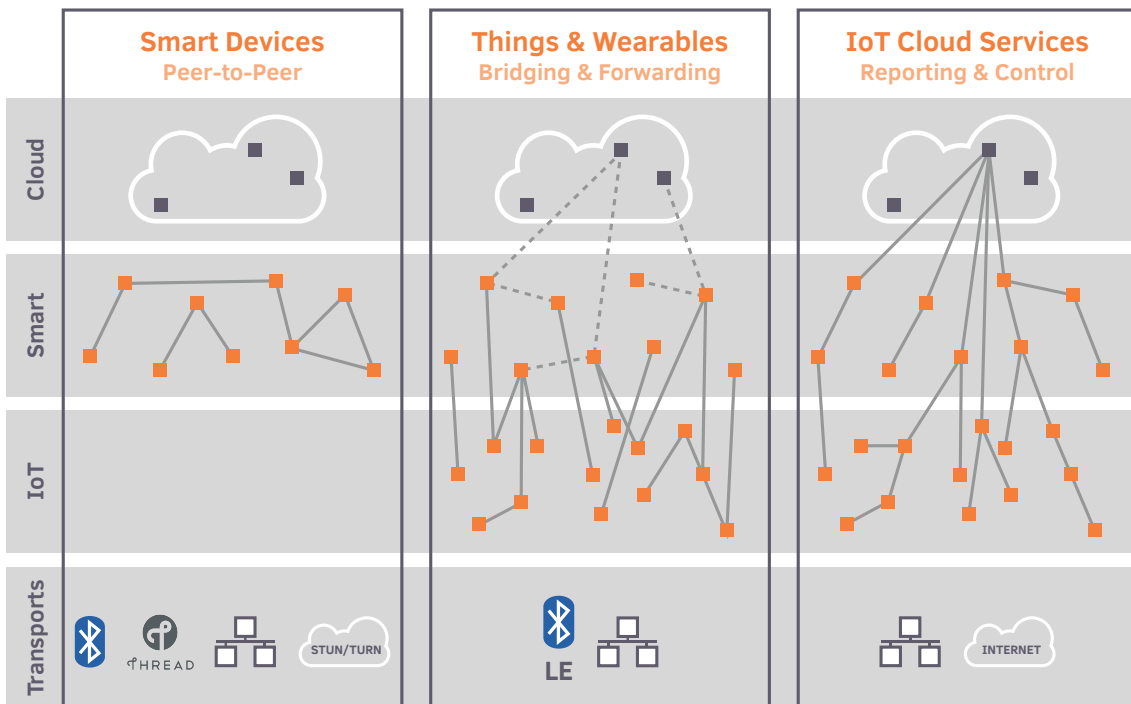 Smart Devices
Peer-to-Peer
Things & Wearables
Bridging & Forwarding
IoT Cloud Services
Reporting & Control
Cloud
Smart
IoT
Transports
THREAD
STUN/TURN
LE
INTERNET